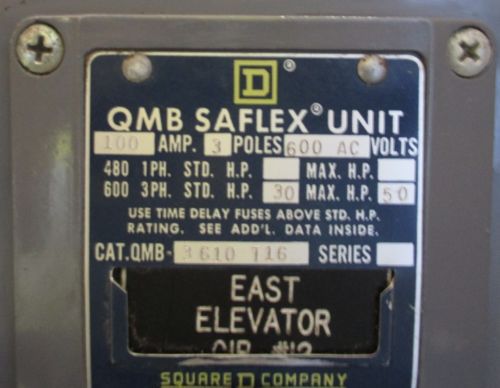 D®
QMB SAFLEX® UNIT
100 AMP. 3 POLES 600 AC VOLTS
480 1PH. STD. H.P. MAX. H.P.
600 3PH. STD. H.P. 30 MAX. H.P. 50
USE TIME DELAY FUSES ABOVE STD. H.P.
RATING. SEE ADD'L. DATA INSIDE.
CAT.QMB- 3610 T16 SERIES
EAST
ELEVATOR
CIR #12
SQUARE D COMPANY